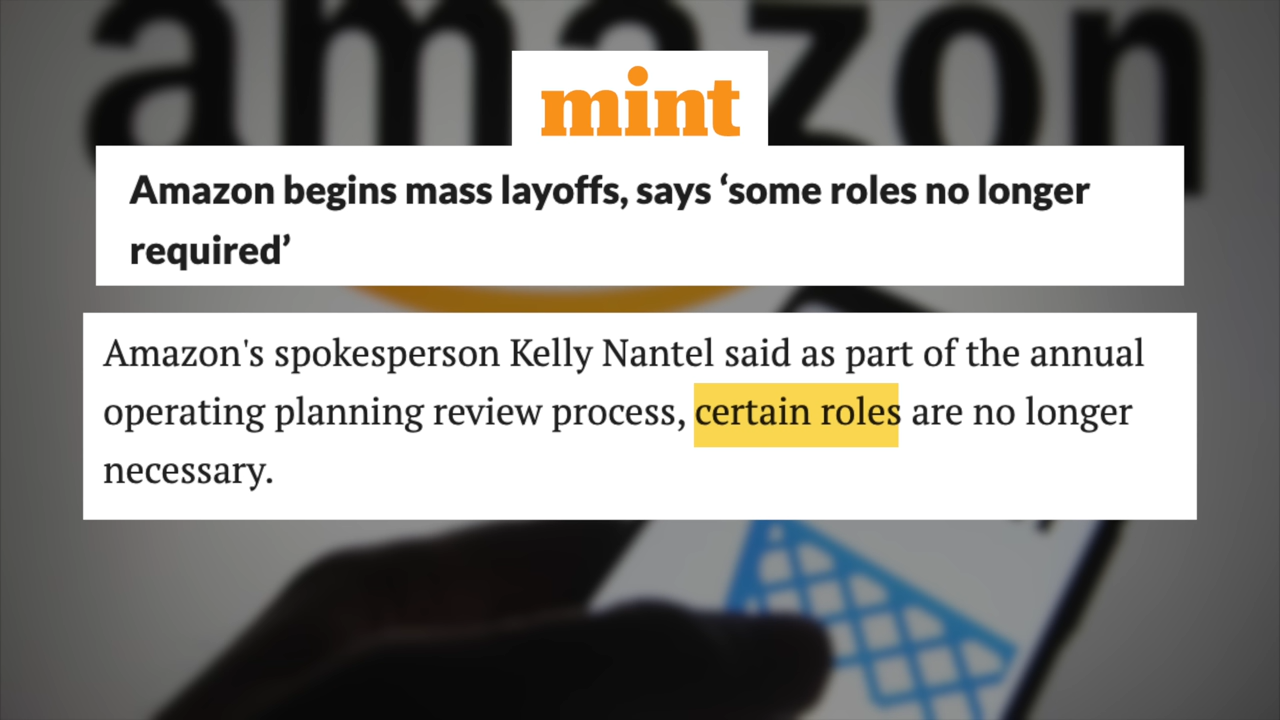 amazon
mint
Amazon begins mass layoffs, says ‘some roles no longer
required’
Amazon's spokesperson Kelly Nantel said as part of the annual
operating planning review process, certain roles are no longer
necessary.